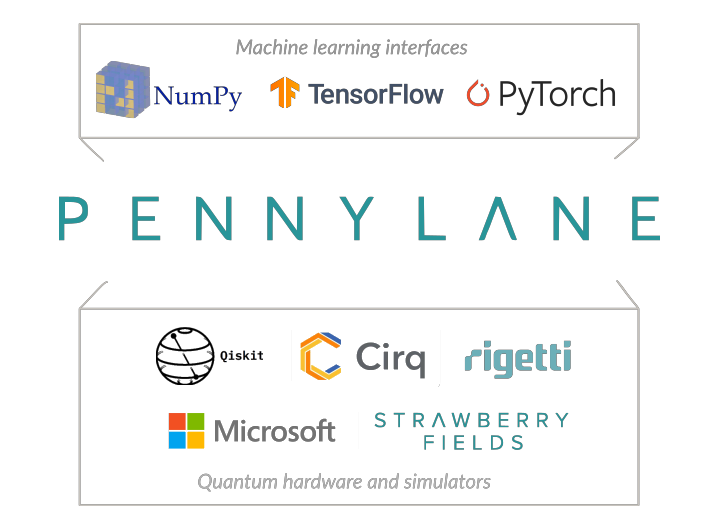 Machine learning interfaces
NumPy TensorFlow PyTorch
PENNYLANE
Qiskit Cirq rigetti
Microsoft STRAWBERRY
FIELDS
Quantum hardware and simulators